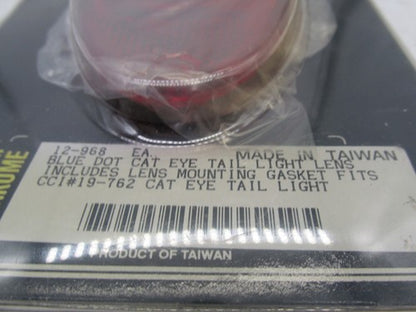 12-968 EA. MADE IN TAIWAN
BLUE DOT CAT EYE TAIL LIGHT LENS
INCLUDES LENS MOUNTING GASKET FITS
CCI#19-762 CAT EYE TAIL LIGHT
PRODUCT OF TAIWAN